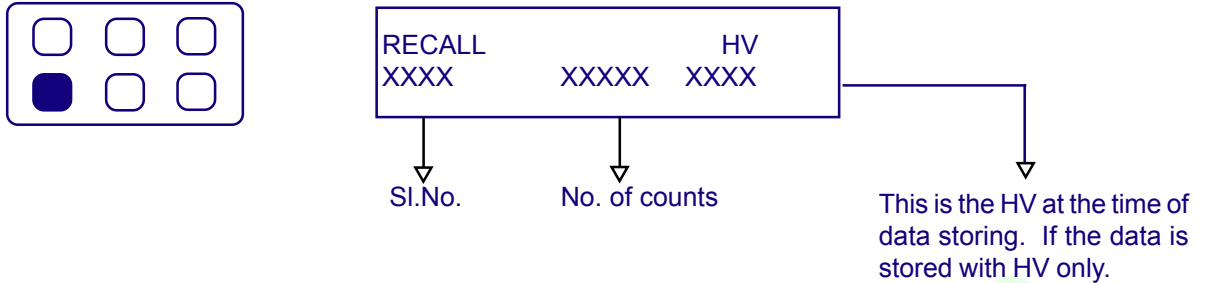 RECALL HV
XXXX XXXXX XXXX
Sl.No.
No. of counts
This is the HV at the time of
data storing. If the data is
stored with HV only.